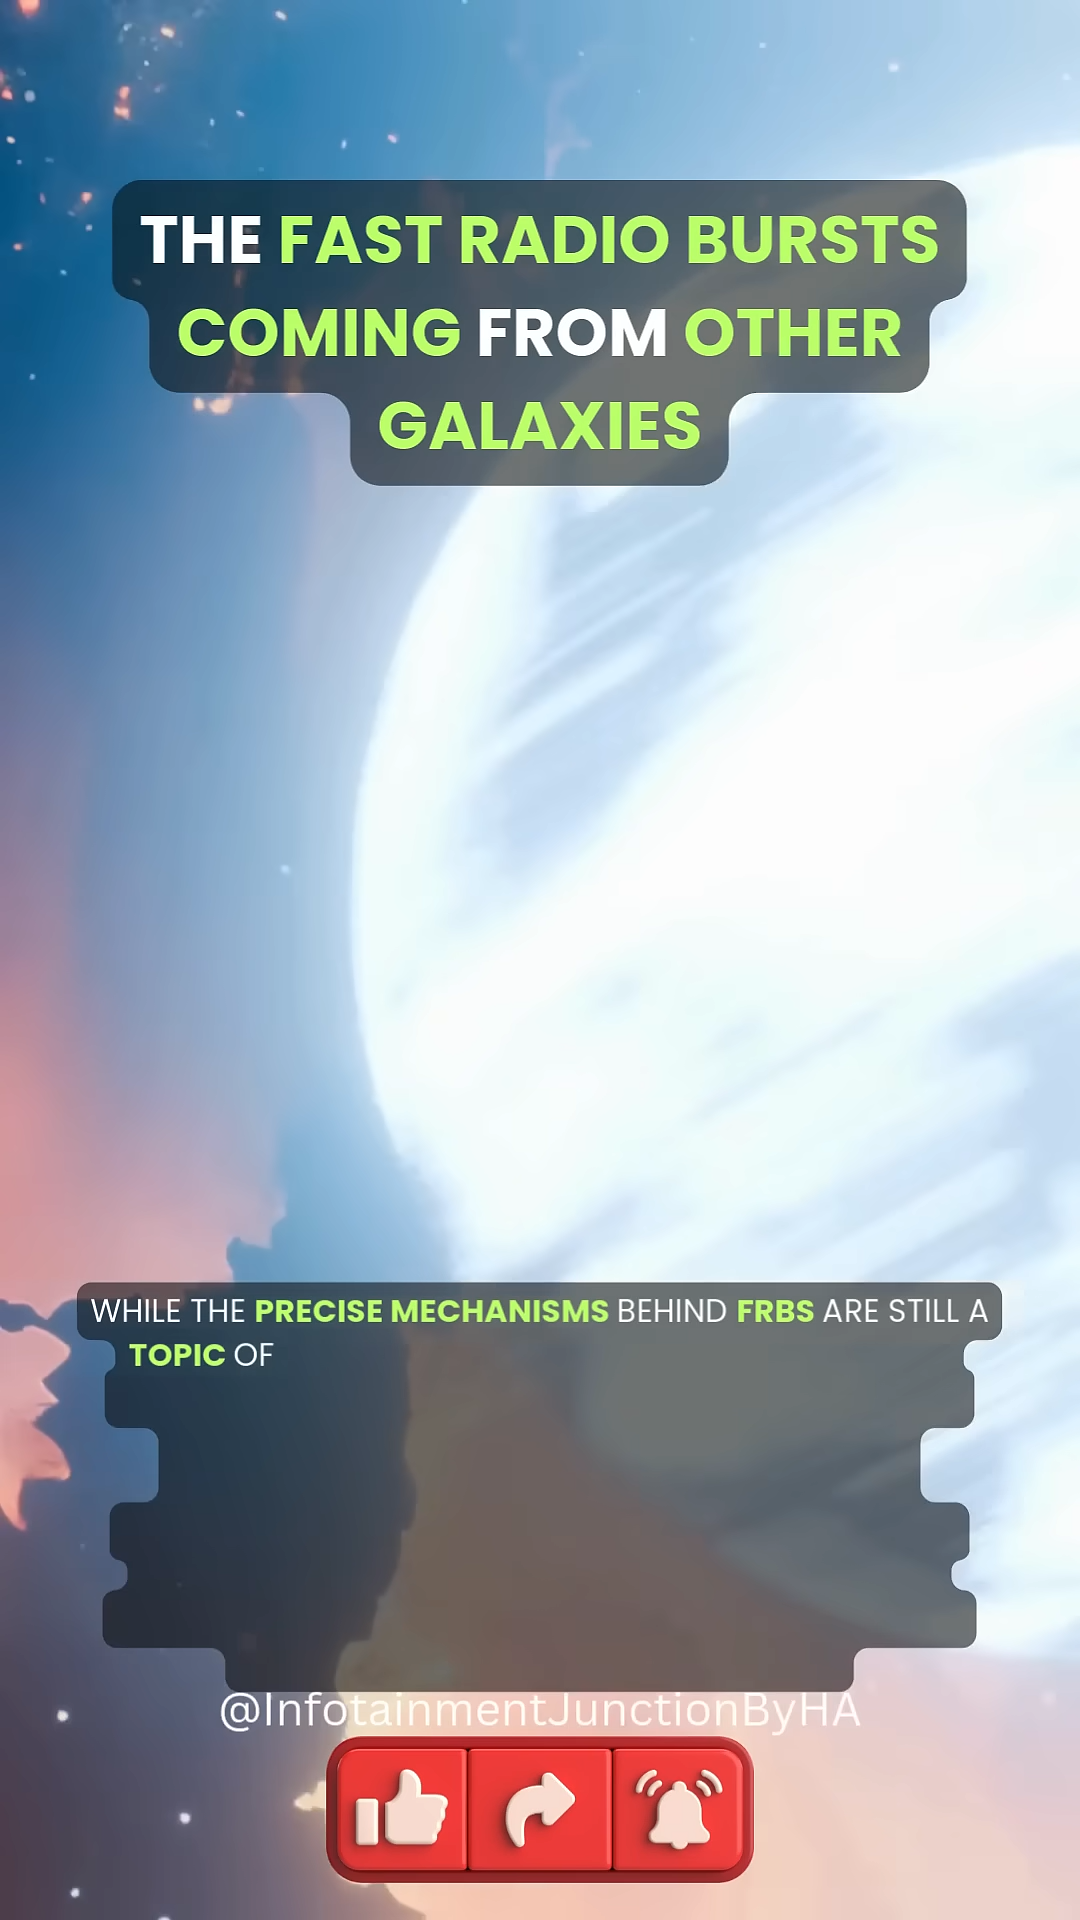 THE FAST RADIO BURSTS
COMING FROM OTHER
GALAXIES
WHILE THE PRECISE MECHANISMS BEHIND FRBS ARE STILL A
TOPIC OF
@InfotainmentJunctionByHA